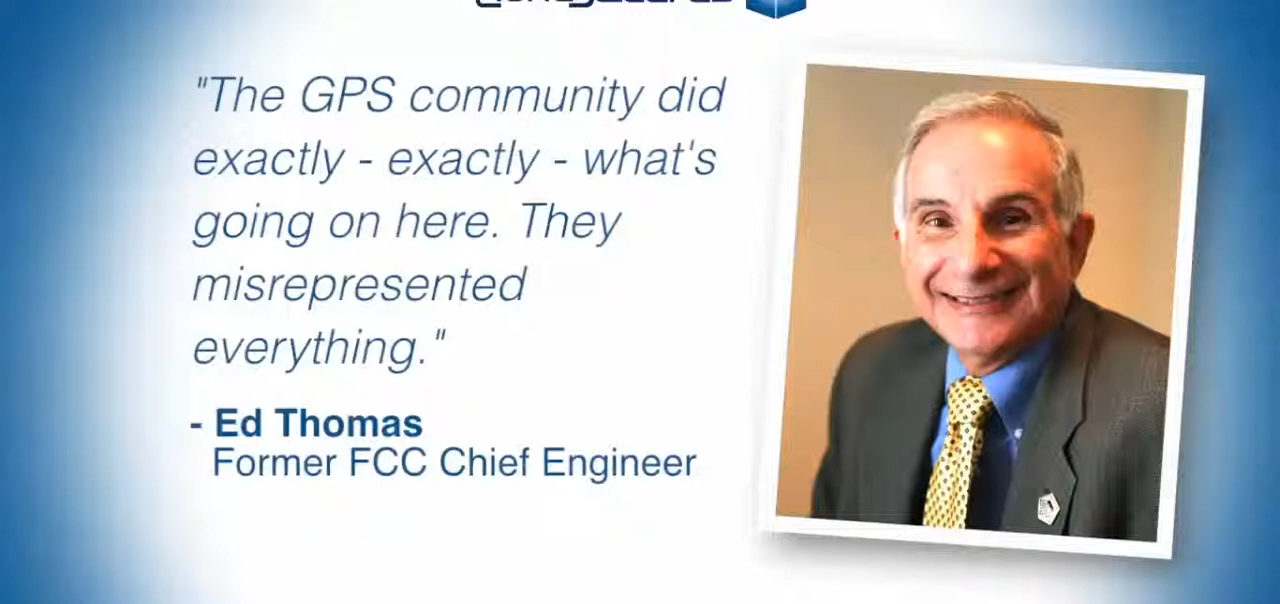 "The GPS community did
exactly - exactly - what's
going on here. They
misrepresented
everything."
- Ed Thomas
Former FCC Chief Engineer